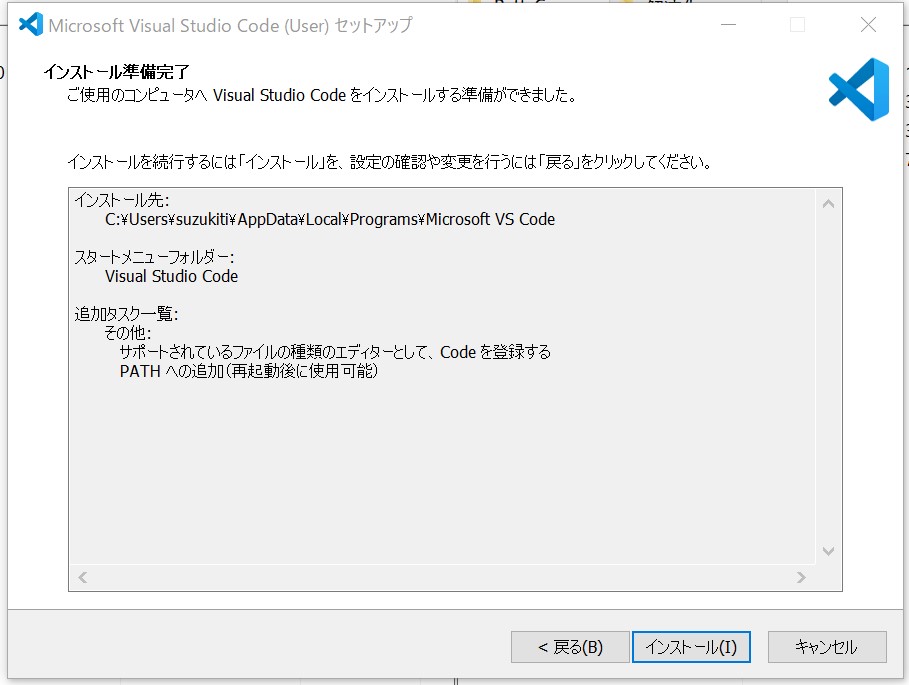 Microsoft Visual Studio Code (User) セットアップ
インストール準備完了
ご使用のコンピュータへ Visual Studio Code をインストールする準備ができました。
インストールを続行するには「インストール」を、設定の確認や変更を行うには「戻る」をクリックしてください。
インストール先:
C:¥Users¥suzukiti¥AppData¥Local¥Programs¥Microsoft VS Code
スタートメニューフォルダー:
Visual Studio Code
追加タスク一覧:
その他:
サポートされているファイルの種類のエディターとして、Code を登録する
PATH への追加(再起動後に使用可能)
< 戻る(B)
インストール(I)
キャンセル